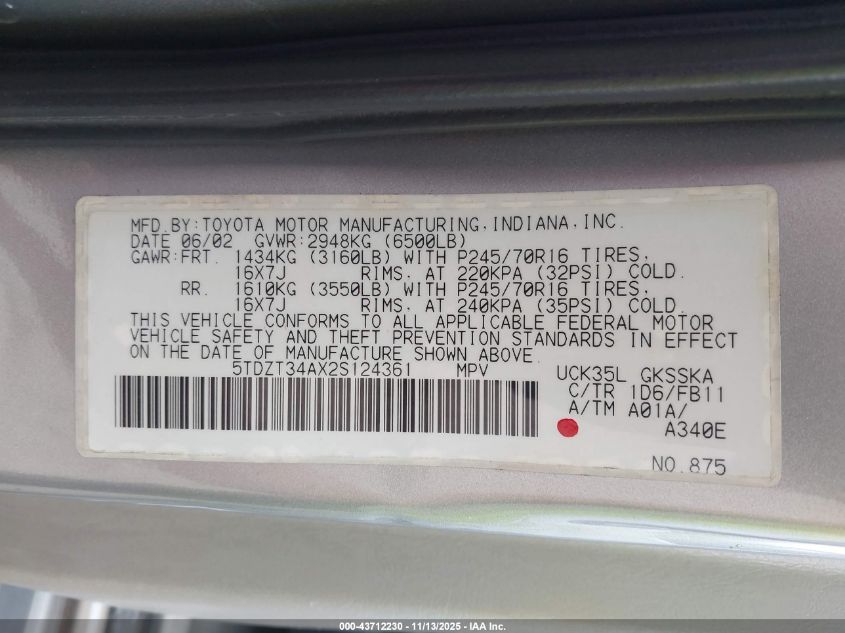 MFD.BY:TOYOTA MOTOR MANUFACTURING, INDIANA, INC.
DATE 06/02 GVWR:2948KG (6500LB)
GAWR:FRT. 1434KG (3160LB) WITH P245/70R16 TIRES,
16X7J RIMS, AT 220KPA (32PSI) COLD.
RR. 1610KG (3550LB) WITH P245/70R16 TIRES,
16X7J RIMS, AT 240KPA (35PSI) COLD.
THIS VEHICLE CONFORMS TO ALL APPLICABLE FEDERAL MOTOR
VEHICLE SAFETY AND THEFT PREVENTION STANDARDS IN EFFECT
ON THE DATE OF MANUFACTURE SHOWN ABOVE.
5TDZT34AX2S124361 MPV UCK35L GKSSKA
C/TR 1D6/FB11
A/TM A01A/
A340E
NO.875
000-43712230 - 11/13/2025 - IAA Inc.